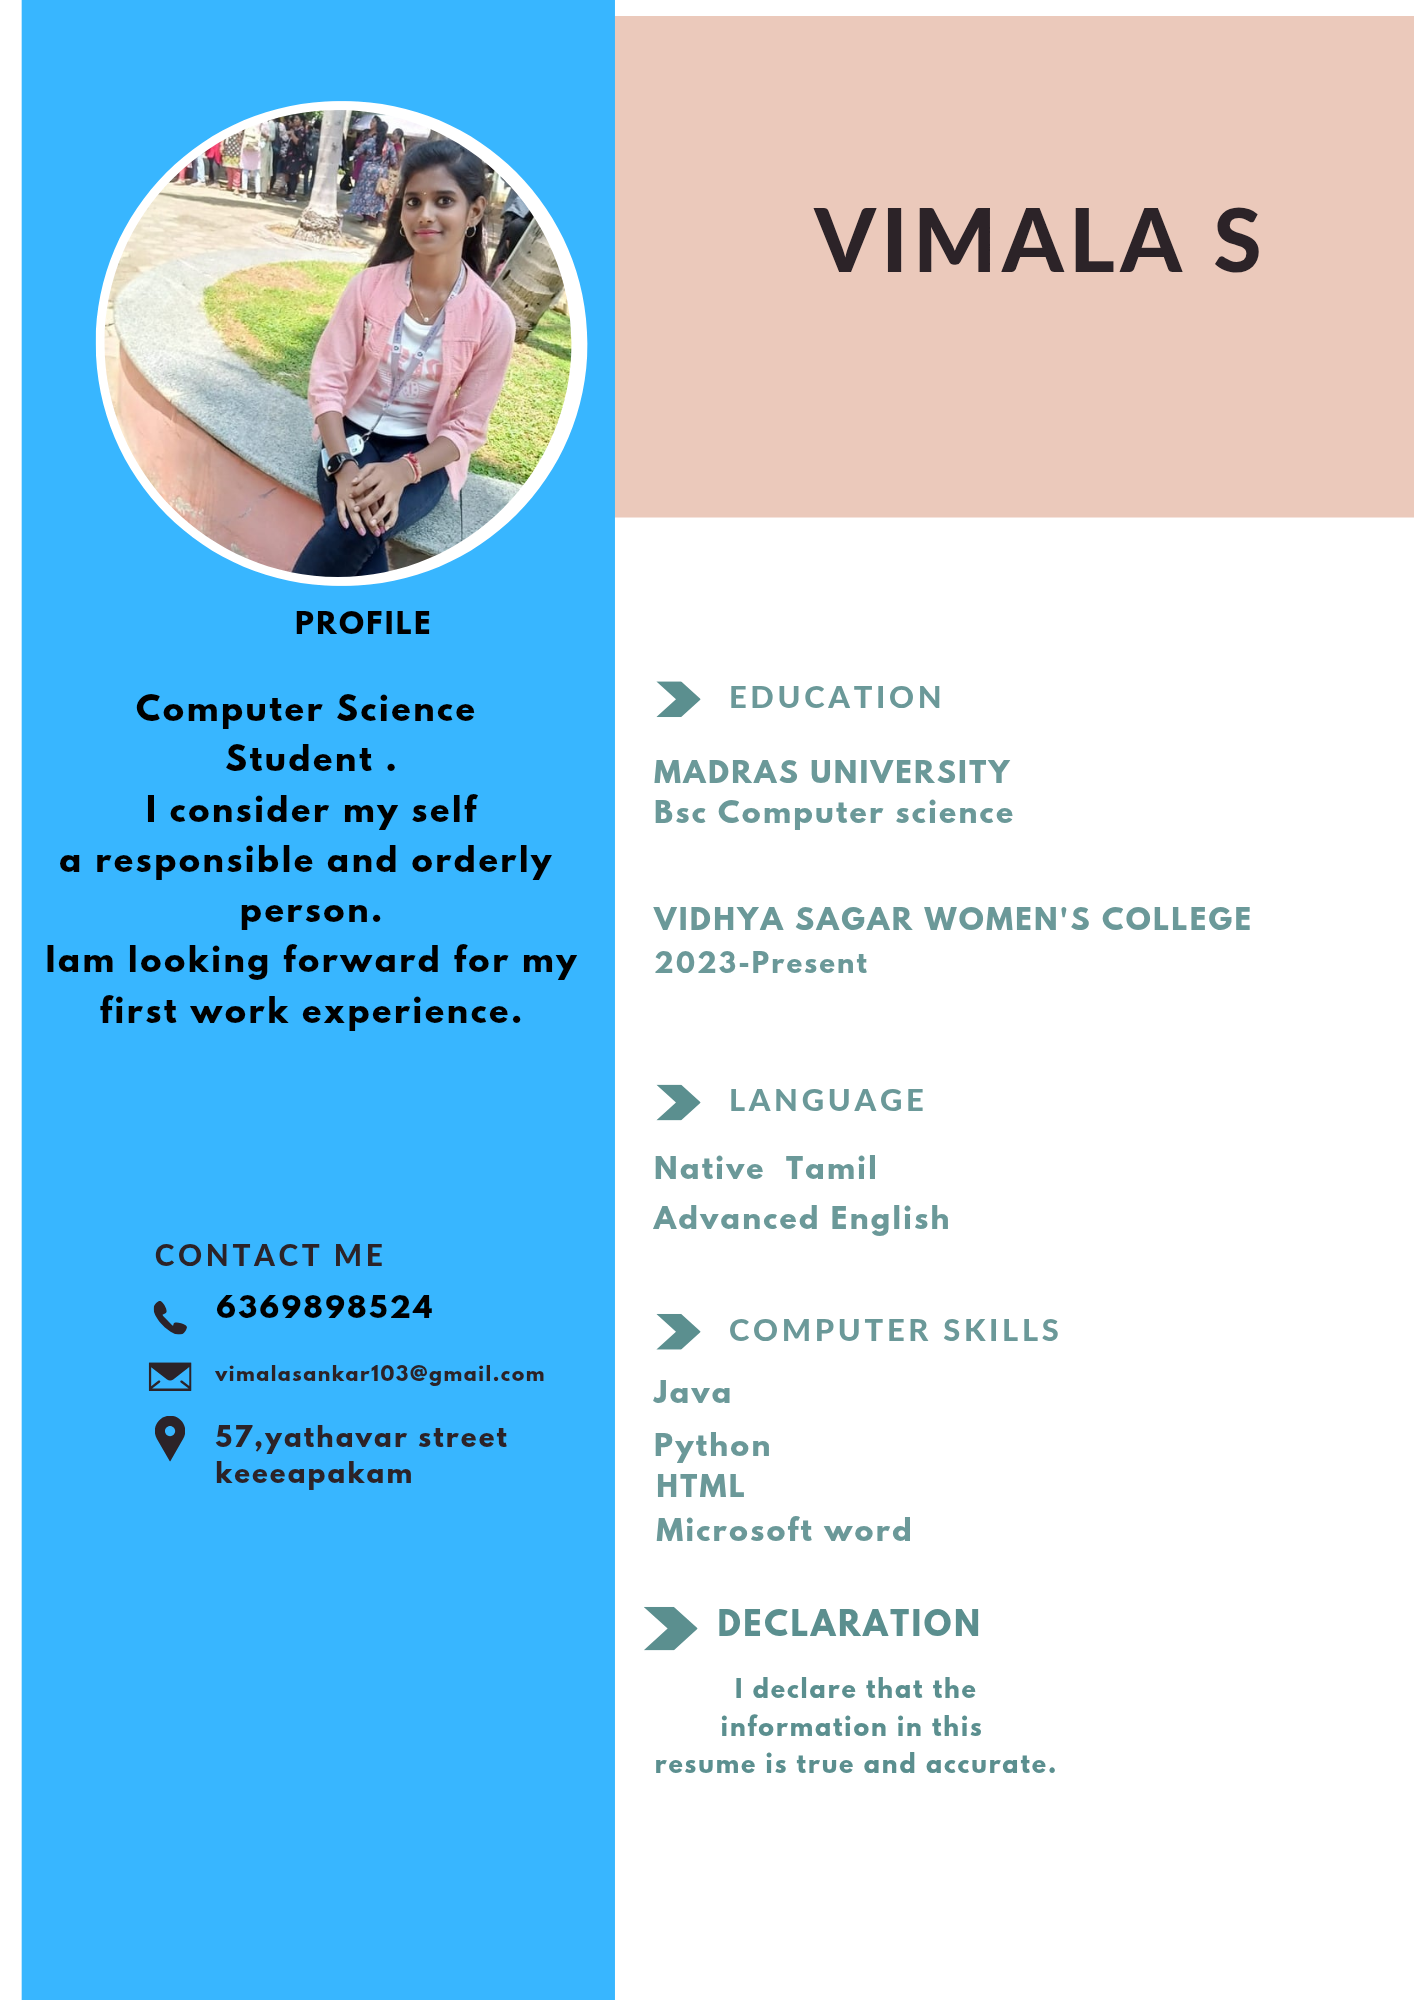 VIMALA S
PROFILE
Computer Science
Student .
I consider my self
a responsible and orderly
person.
Iam looking forward for my
first work experience.
CONTACT ME
6369898524
vimalasankar103@gmail.com
57,yathavar street
keeeapakam
EDUCATION
MADRAS UNIVERSITY
Bsc Computer science
VIDHYA SAGAR WOMEN'S COLLEGE
2023-Present
LANGUAGE
Native  Tamil
Advanced English
COMPUTER SKILLS
Java
Python
HTML
Microsoft word
DECLARATION
I declare that the
information in this
resume is true and accurate.